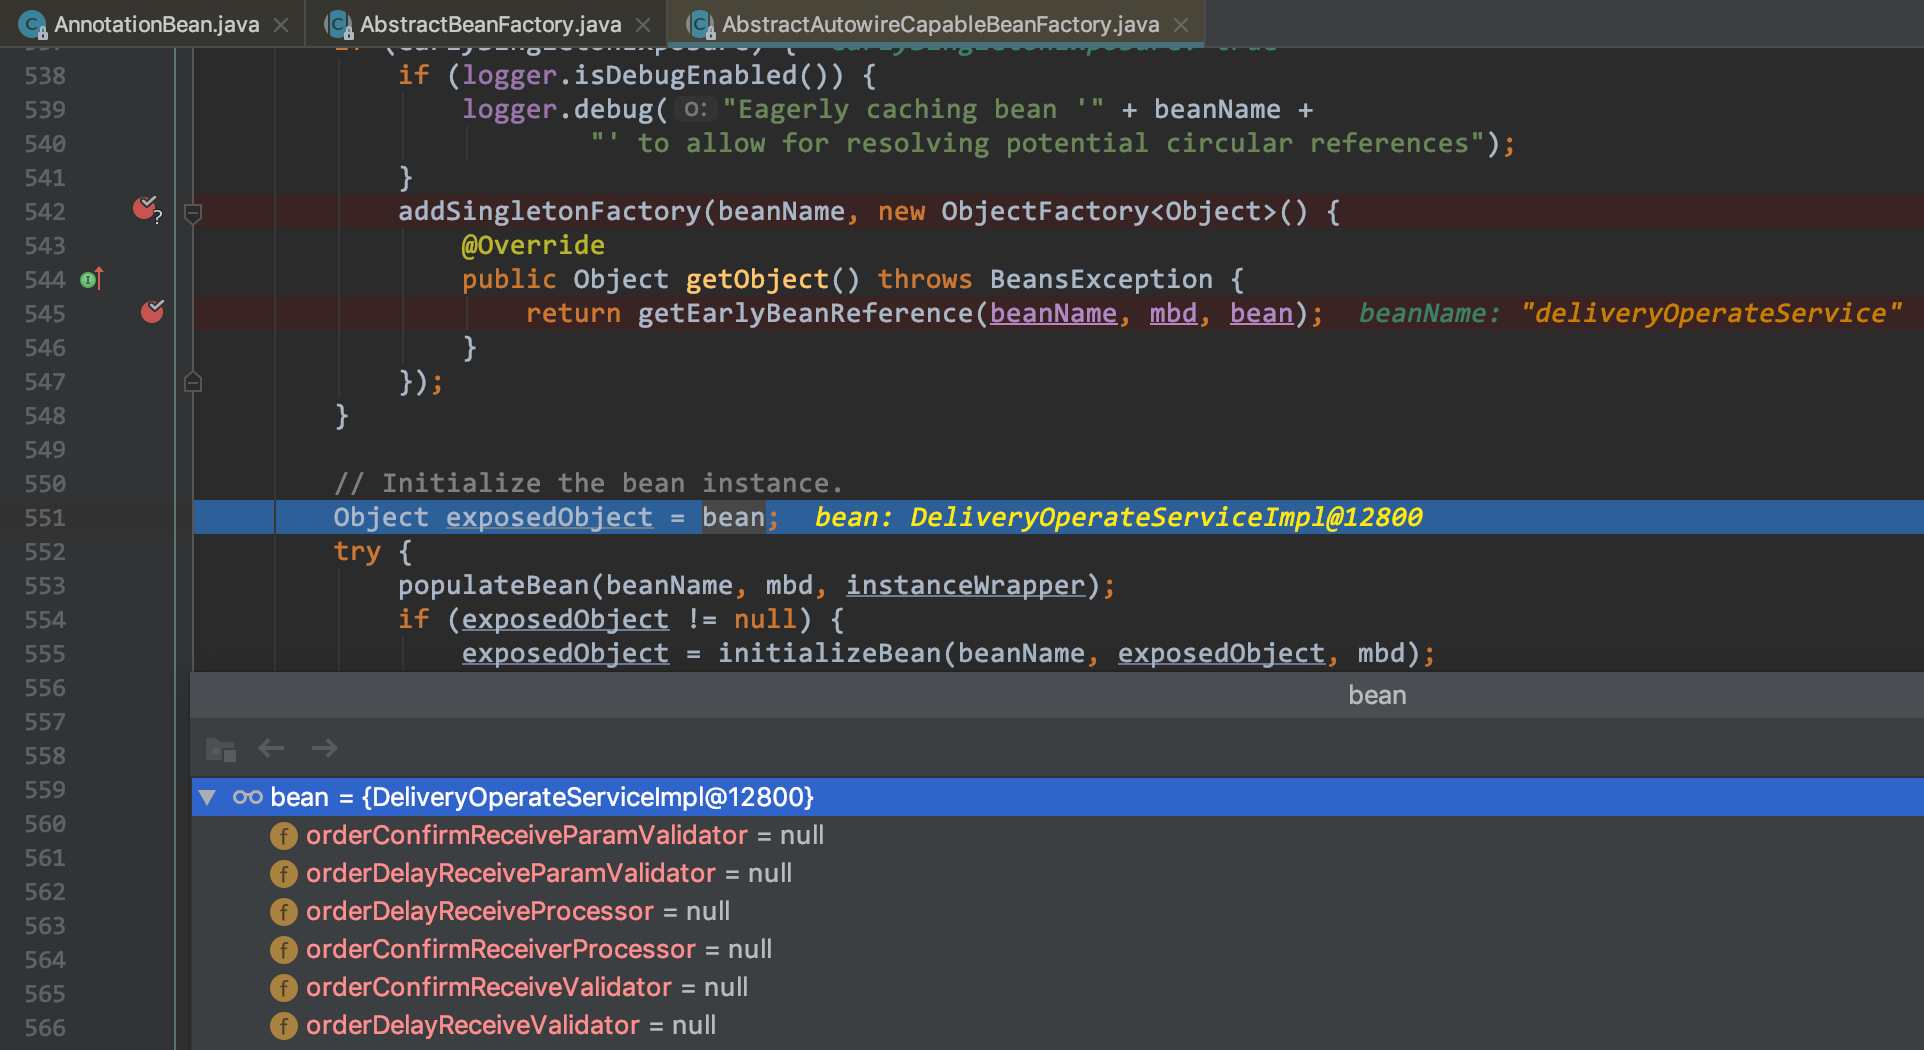 AnnotationBean.java
AbstractBeanFactory.java
AbstractAutowireCapableBeanFactory.java
538 if (logger.isDebugEnabled()) {
539 logger.debug( o: "Eagerly caching bean '" + beanName +
540 "' to allow for resolving potential circular references");
541 }
542 addSingletonFactory(beanName, new ObjectFactory<Object>() {
543 @Override
544 public Object getObject() throws BeansException {
545 return getEarlyBeanReference(beanName, mbd, bean); beanName: "deliveryOperateService"
546 }
547 });
548 }
549
550 // Initialize the bean instance.
551 Object exposedObject = bean; bean: DeliveryOperateServiceImpl@12800
552 try {
553 populateBean(beanName, mbd, instanceWrapper);
554 if (exposedObject != null) {
555 exposedObject = initializeBean(beanName, exposedObject, mbd);
556
557
558
559
560
561
562
563
564
565
566
bean
bean = {DeliveryOperateServiceImpl@12800}
f orderConfirmReceiveParamValidator = null
f orderDelayReceiveParamValidator = null
f orderDelayReceiveProcessor = null
f orderConfirmReceiverProcessor = null
f orderConfirmReceiveValidator = null
f orderDelayReceiveValidator = null